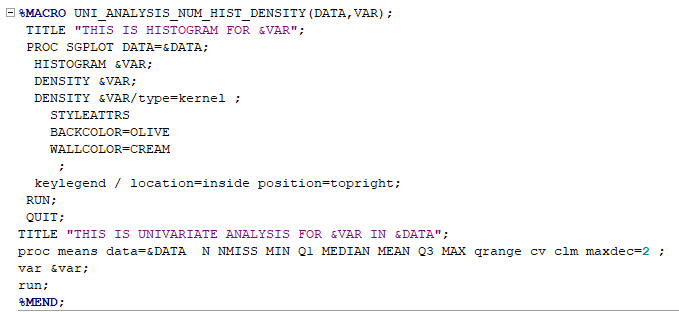 %MACRO UNI_ANALYSIS_NUM_HIST_DENSITY(DATA,VAR);
TITLE "THIS IS HISTOGRAM FOR &VAR";
PROC SGPLOT DATA=&DATA;
HISTOGRAM &VAR;
DENSITY &VAR;
DENSITY &VAR/type=kernel ;
STYLEATTRS
BACKCOLOR=OLIVE
WALLCOLOR=CREAM
;
keylegend / location=inside position=topright;
RUN;
QUIT;
TITLE "THIS IS UNIVARIATE ANALYSIS FOR &VAR IN &DATA";
proc means data=&DATA  N NMISS MIN Q1 MEDIAN MEAN Q3 MAX qrange cv clm maxdec=2 ;
var &var;
run;
%MEND;